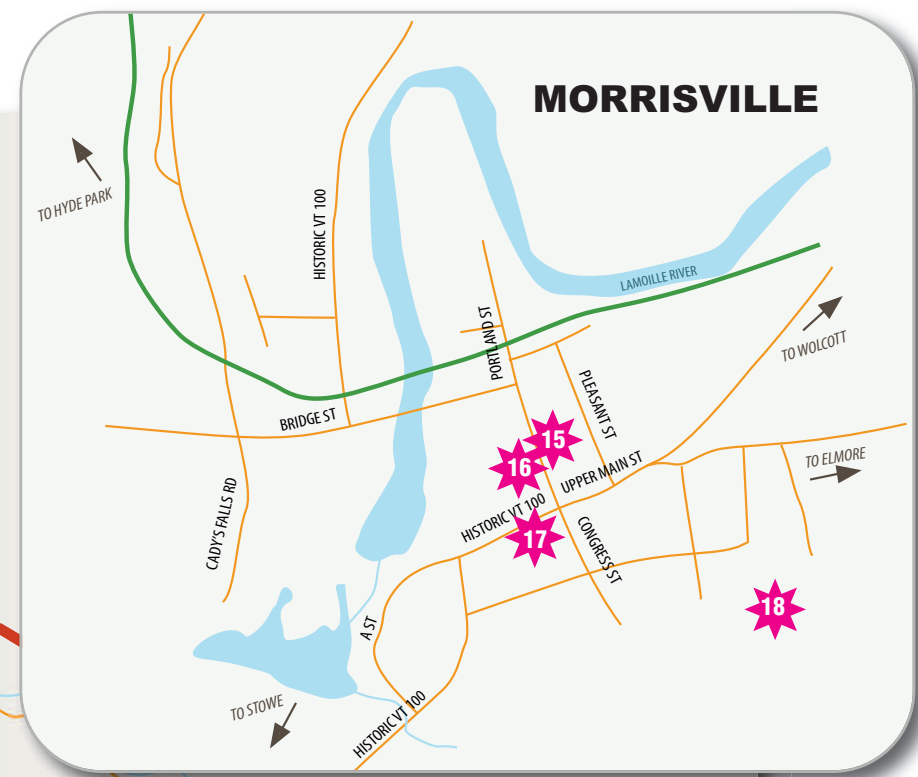 MORRISVILLE
TO HYDE PARK
HISTORIC VT 100
LAMOILLE RIVER
PORTLAND ST
TO WOLCOTT
PLEASANT ST
BRIDGE ST
15
16
UPPER MAIN ST
TO ELMORE
CADY'S FALLS RD
HISTORIC VT 100
17
CONGRESS ST
18
A ST
TO STOWE
HISTORIC VT 100